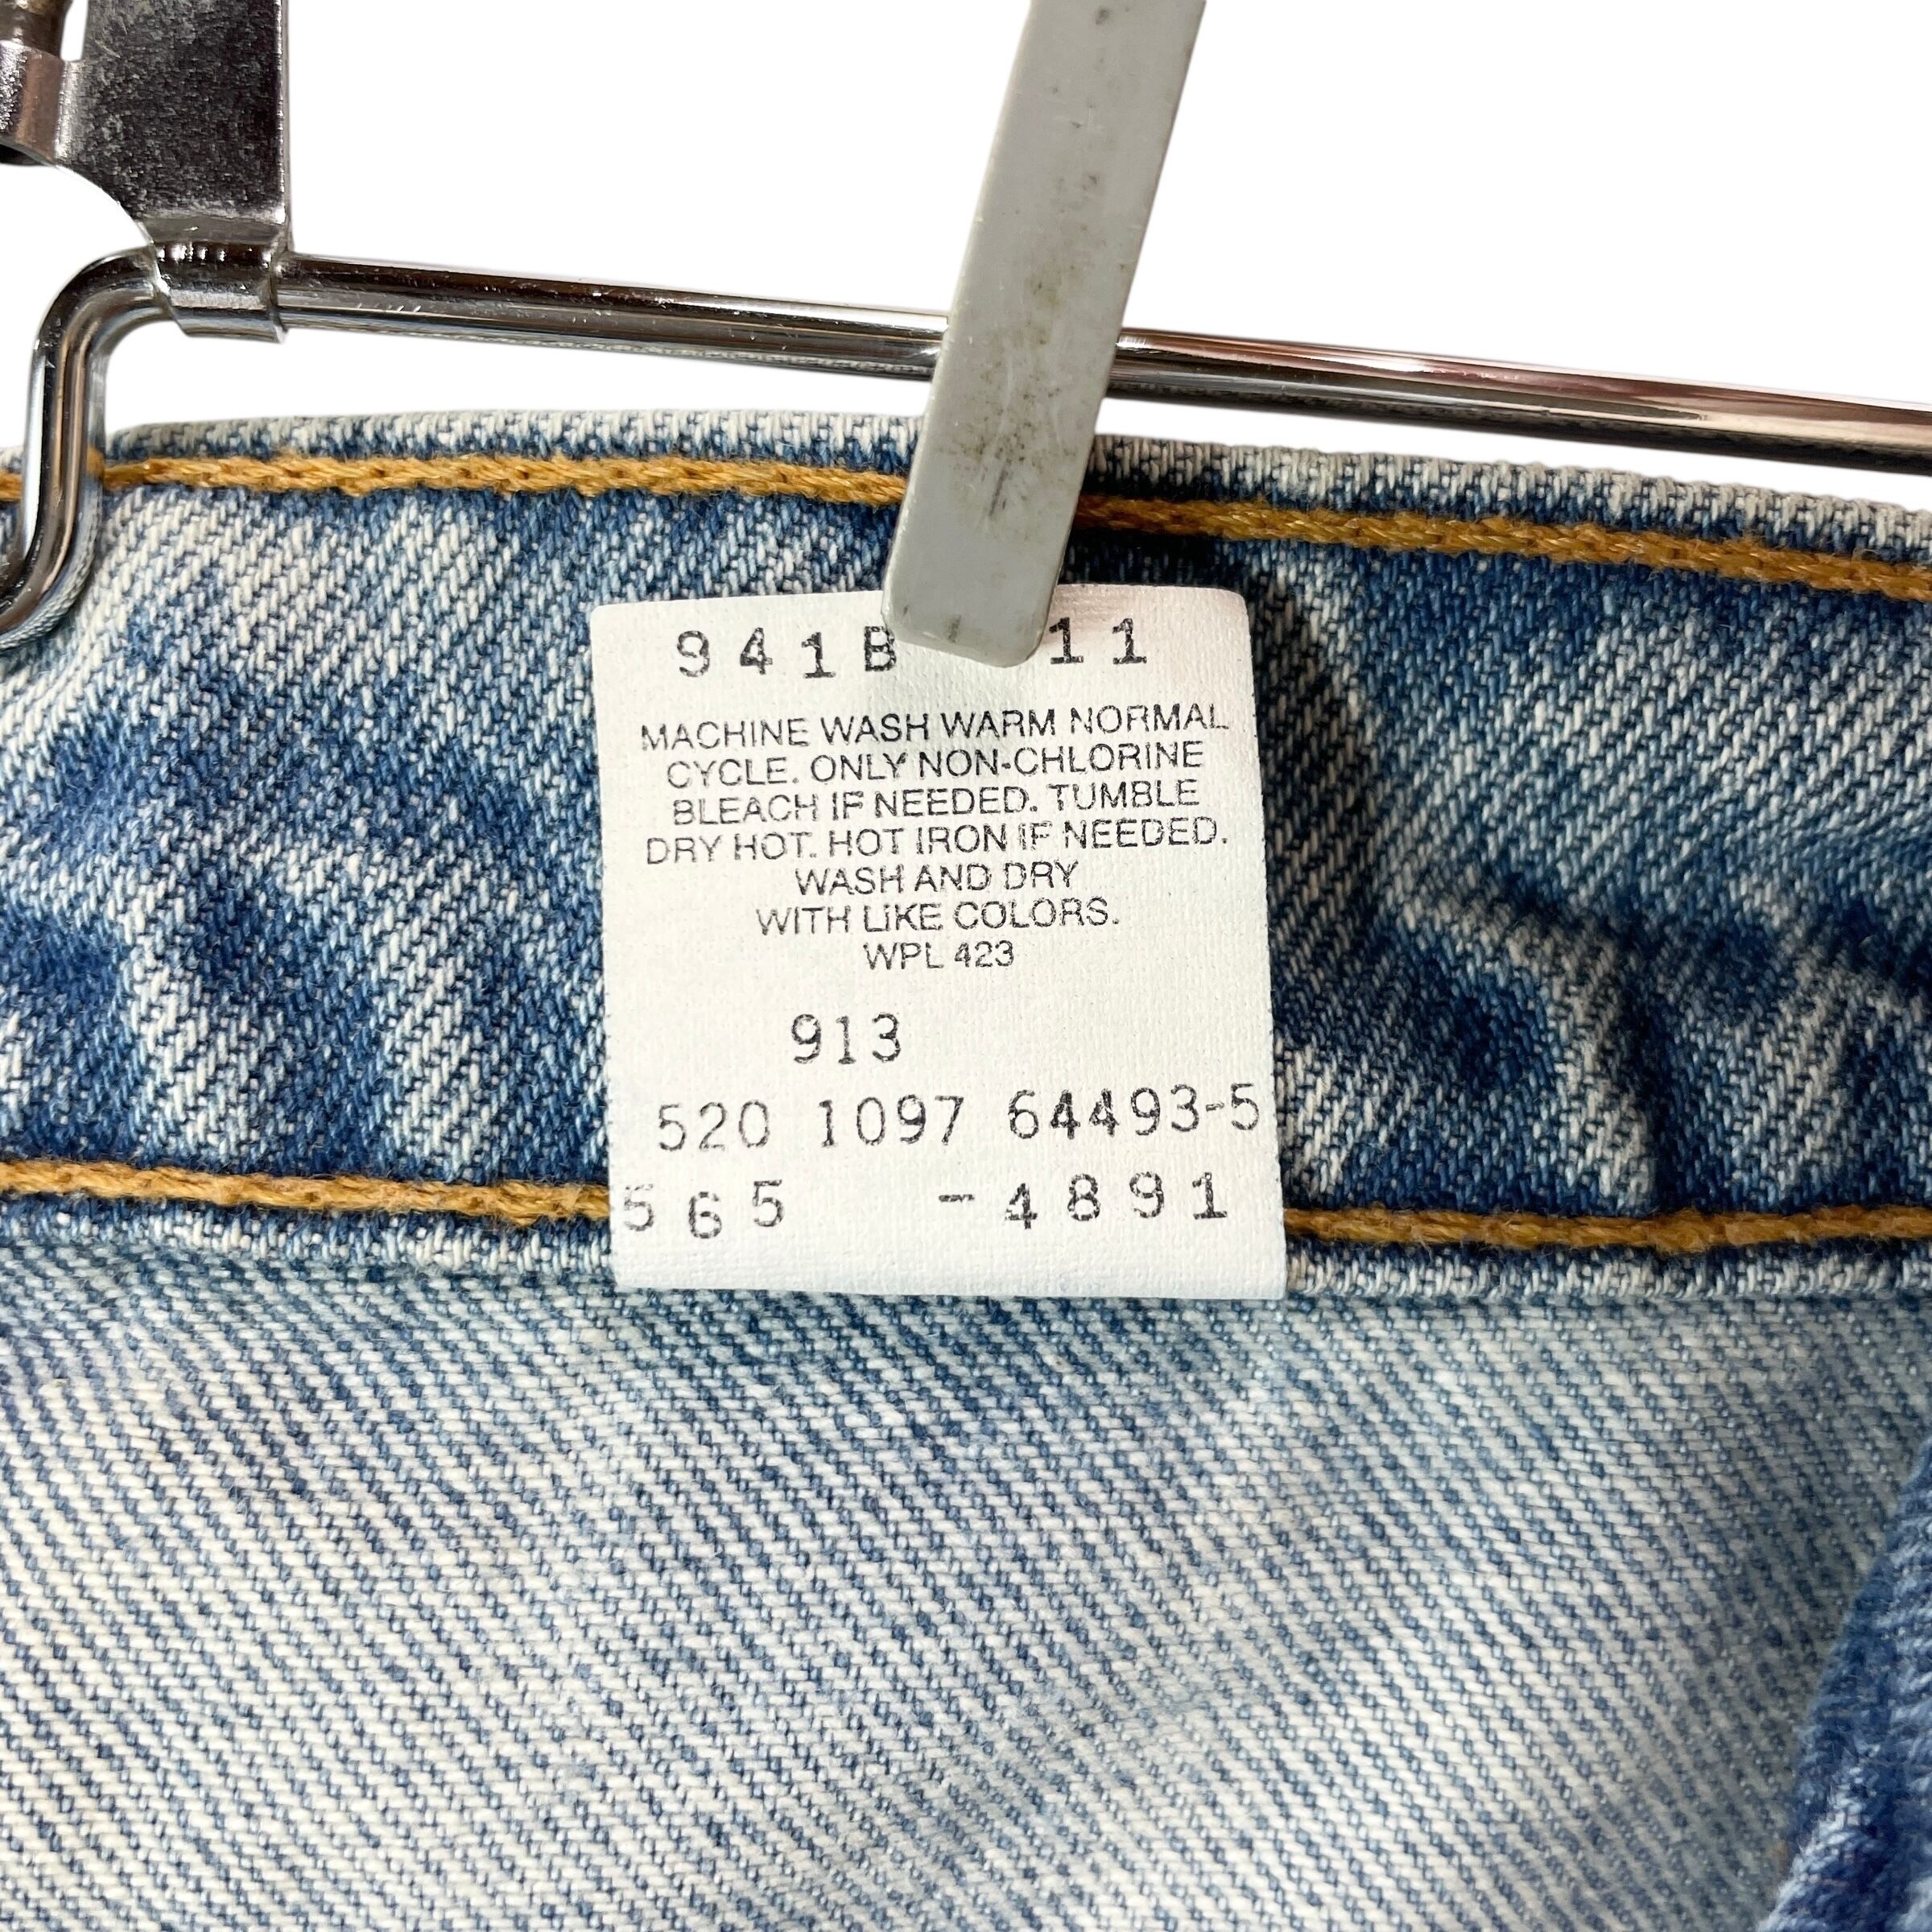 941B 11
MACHINE WASH WARM NORMAL
CYCLE. ONLY NON-CHLORINE
BLEACH IF NEEDED. TUMBLE
DRY HOT. HOT IRON IF NEEDED.
WASH AND DRY
WITH LIKE COLORS.
WPL 423
913
520 1097 64493-5
565 -4891